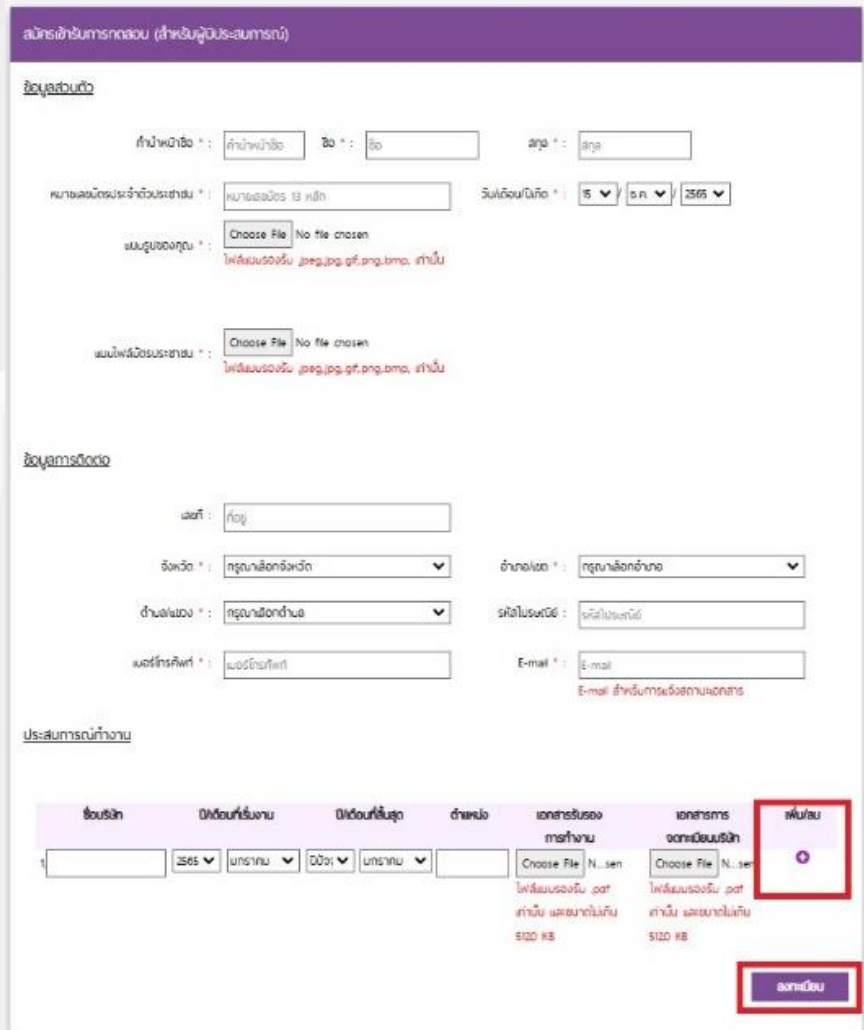 สมัครเข้ารับการทดสอบ (สำหรับผู้มีประสบการณ์)
ข้อมูลส่วนตัว
คำนำหน้าชื่อ * : คำนำหน้าชื่อ ชื่อ * : ชื่อ สกุล * : สกุล
หมายเลขบัตรประจำตัวประชาชน * : หมายเลขบัตร 13 หลัก วัน/เดือน/ปีเกิด * : 15 / ธ.ค. / 2565
แนบรูปของคุณ * : Choose File No file chosen
ไฟล์แนบรองรับ .jpeg,jpg,gif,png,bmp, เท่านั้น
แนบไฟล์บัตรประชาชน * : Choose File No file chosen
ไฟล์แนบรองรับ .jpeg,jpg,gif,png,bmp, เท่านั้น
ข้อมูลการติดต่อ
เลขที่ : ที่อยู่
จังหวัด * : กรุณาเลือกจังหวัด อำเภอ/เขต * : กรุณาเลือกอำเภอ
ตำบล/แขวง * : กรุณาเลือกตำบล รหัสไปรษณีย์ : รหัสไปรษณีย์
เบอร์โทรศัพท์ * : เบอร์โทรศัพท์ E-mail * : E-mail
E-mail สำหรับการแจ้งสถานะเอกสาร
ประสบการณ์ทำงาน
ชื่อบริษัท ปี/เดือนที่เริ่มงาน ปี/เดือนที่สิ้นสุด ตำแหน่ง เอกสารรับรอง เอกสารการ เพิ่ม/ลบ
การทำงาน จดทะเบียนบริษัท
1. 2565 มกราคม ปีปัจ มกราคม Choose File N...sen Choose File N...sen
ไฟล์แนบรองรับ .pdf ไฟล์แนบรองรับ .pdf
เท่านั้น และขนาดไม่เกิน เท่านั้น และขนาดไม่เกิน
5120 KB 5120 KB
ลงทะเบียน